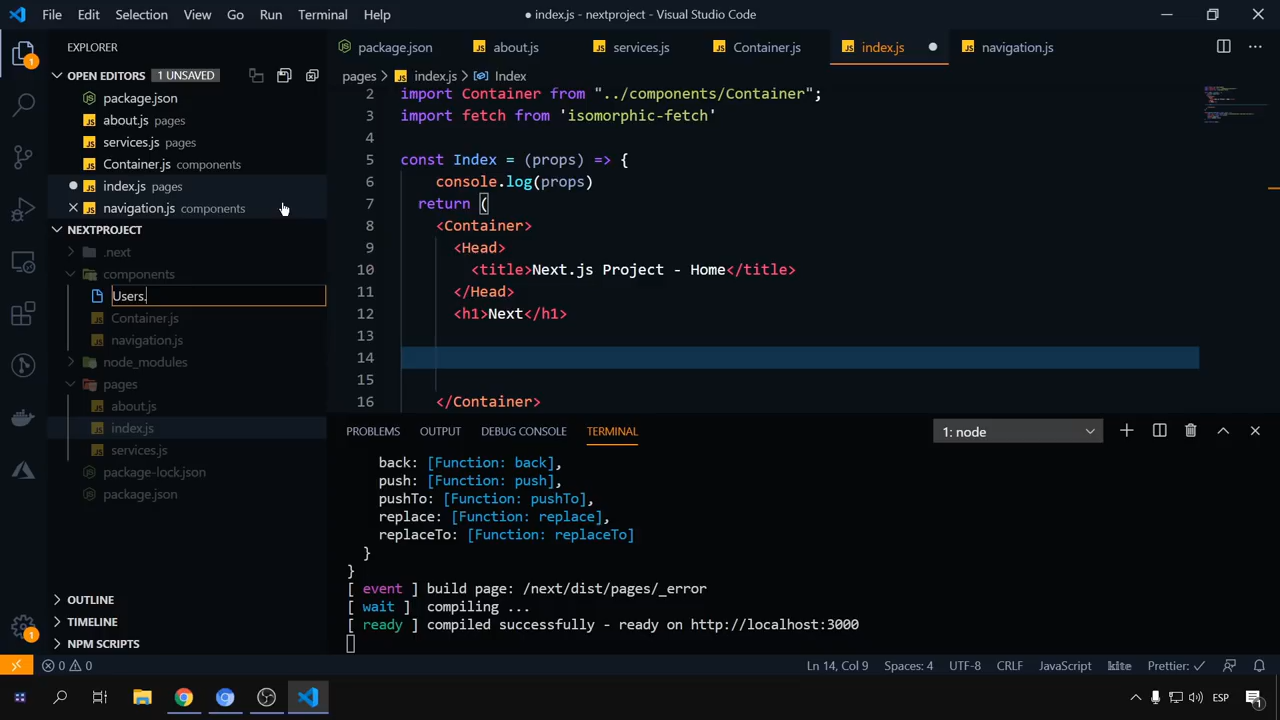 File Edit Selection View Go Run Terminal Help
● index.js - nextproject - Visual Studio Code
EXPLORER
OPEN EDITORS 1 UNSAVED
package.json
about.js pages
services.js pages
Container.js components
index.js pages
navigation.js components
NEXTPROJECT
.next
components
Users.
Container.js
navigation.js
node_modules
pages
about.js
index.js
services.js
package-lock.json
package.json
OUTLINE
TIMELINE
NPM SCRIPTS
package.json about.js services.js Container.js index.js navigation.js
pages > index.js > Index
2 import Container from "../components/Container";
3 import fetch from 'isomorphic-fetch'
4
5 const Index = (props) => {
6 console.log(props)
7 return (
8 <Container>
9 <Head>
10 <title>Next.js Project - Home</title>
11 </Head>
12 <h1>Next</h1>
13
14
15
16 </Container>
PROBLEMS OUTPUT DEBUG CONSOLE TERMINAL 1: node
back: [Function: back],
push: [Function: push],
pushTo: [Function: pushTo],
replace: [Function: replace],
replaceTo: [Function: replaceTo]
}
}
[ event ] build page: /next/dist/pages/_error
[ wait ] compiling ...
[ ready ] compiled successfully - ready on http://localhost:3000
0 0 Ln 14, Col 9 Spaces: 4 UTF-8 CRLF JavaScript kite Prettier: ✓
ESP
1
1
1